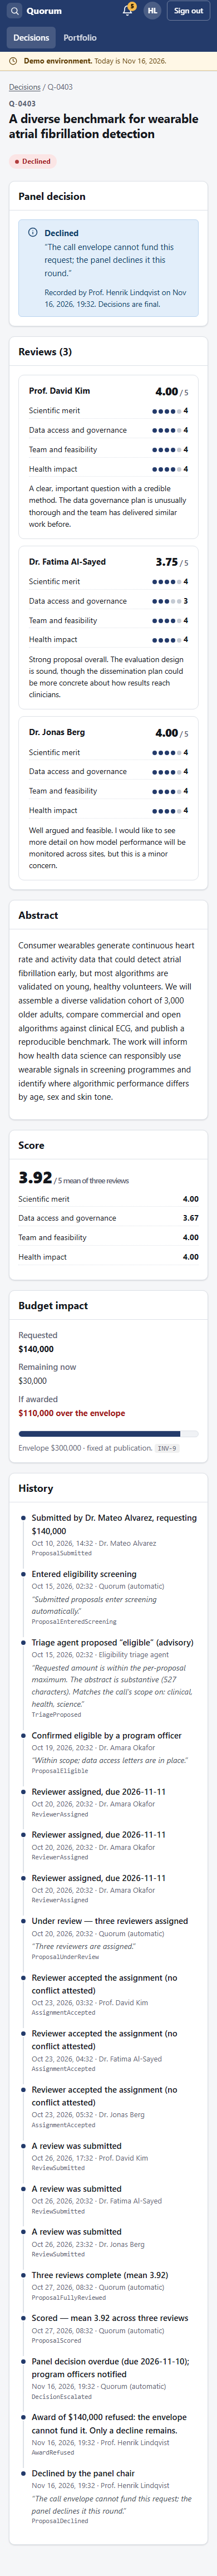 Quorum
5
HL
Sign out
Decisions
Portfolio
Demo environment. Today is Nov 16, 2026.
Decisions / Q-0403
Q-0403
A diverse benchmark for wearable
atrial fibrillation detection
Declined
Panel decision
Declined
"The call envelope cannot fund this
request; the panel declines it this
round."
Recorded by Prof. Henrik Lindqvist on Nov
16, 2026, 19:32. Decisions are final.
Reviews (3)
Prof. David Kim 4.00 / 5
Scientific merit 4
Data access and governance 4
Team and feasibility 4
Health impact 4
A clear, important question with a credible
method. The data governance plan is unusually
thorough and the team has delivered similar
work before.
Dr. Fatima Al-Sayed 3.75 / 5
Scientific merit 4
Data access and governance 3
Team and feasibility 4
Health impact 4
Strong proposal overall. The evaluation design
is sound, though the dissemination plan could
be more concrete about how results reach
clinicians.
Dr. Jonas Berg 4.00 / 5
Scientific merit 4
Data access and governance 4
Team and feasibility 4
Health impact 4
Well argued and feasible. I would like to see
more detail on how model performance will be
monitored across sites, but this is a minor
concern.
Abstract
Consumer wearables generate continuous heart
rate and activity data that could detect atrial
fibrillation early, but most algorithms are
validated on young, healthy volunteers. We will
assemble a diverse validation cohort of 3,000
older adults, compare commercial and open
algorithms against clinical ECG, and publish a
reproducible benchmark. The work will inform
how health data science can responsibly use
wearable signals in screening programmes and
identify where algorithmic performance differs
by age, sex and skin tone.
Score
3.92 / 5 mean of three reviews
Scientific merit 4.00
Data access and governance 3.67
Team and feasibility 4.00
Health impact 4.00
Budget impact
Requested
$140,000
Remaining now
$30,000
If awarded
$110,000 over the envelope
Envelope $300,000 · fixed at publication. INV-9
History
Submitted by Dr. Mateo Alvarez, requesting
$140,000
Oct 10, 2026, 14:32 · Dr. Mateo Alvarez
ProposalSubmitted
Entered eligibility screening
Oct 15, 2026, 02:32 · Quorum (automatic)
"Submitted proposals enter screening
automatically."
ProposalEnteredScreening
Triage agent proposed "eligible" (advisory)
Oct 15, 2026, 02:32 · Eligibility triage agent
"Requested amount is within the per-proposal
maximum. The abstract is substantive (527
characters). Matches the call's scope on: clinical,
health, science."
TriageProposed
Confirmed eligible by a program officer
Oct 19, 2026, 20:32 · Dr. Amara Okafor
"Within scope; data access letters are in place."
ProposalEligible
Reviewer assigned, due 2026-11-11
Oct 20, 2026, 20:32 · Dr. Amara Okafor
ReviewerAssigned
Reviewer assigned, due 2026-11-11
Oct 20, 2026, 20:32 · Dr. Amara Okafor
ReviewerAssigned
Reviewer assigned, due 2026-11-11
Oct 20, 2026, 20:32 · Dr. Amara Okafor
ReviewerAssigned
Under review — three reviewers assigned
Oct 20, 2026, 20:32 · Quorum (automatic)
"Three reviewers are assigned."
ProposalUnderReview
Reviewer accepted the assignment (no
conflict attested)
Oct 23, 2026, 03:32 · Prof. David Kim
AssignmentAccepted
Reviewer accepted the assignment (no
conflict attested)
Oct 23, 2026, 04:32 · Dr. Fatima Al-Sayed
AssignmentAccepted
Reviewer accepted the assignment (no
conflict attested)
Oct 23, 2026, 05:32 · Dr. Jonas Berg
AssignmentAccepted
A review was submitted
Oct 26, 2026, 17:32 · Prof. David Kim
ReviewSubmitted
A review was submitted
Oct 26, 2026, 20:32 · Dr. Fatima Al-Sayed
ReviewSubmitted
A review was submitted
Oct 26, 2026, 23:32 · Dr. Jonas Berg
ReviewSubmitted
Three reviews complete (mean 3.92)
Oct 27, 2026, 08:32 · Quorum (automatic)
ProposalFullyReviewed
Scored — mean 3.92 across three reviews
Oct 27, 2026, 08:32 · Quorum (automatic)
ProposalScored
Panel decision overdue (due 2026-11-10);
program officers notified
Nov 16, 2026, 19:32 · Quorum (automatic)
DecisionEscalated
Award of $140,000 refused: the envelope
cannot fund it. Only a decline remains.
Nov 16, 2026, 19:32 · Prof. Henrik Lindqvist
AwardRefused
Declined by the panel chair
Nov 16, 2026, 19:32 · Prof. Henrik Lindqvist
"The call envelope cannot fund this request; the
panel declines it this round."
ProposalDeclined